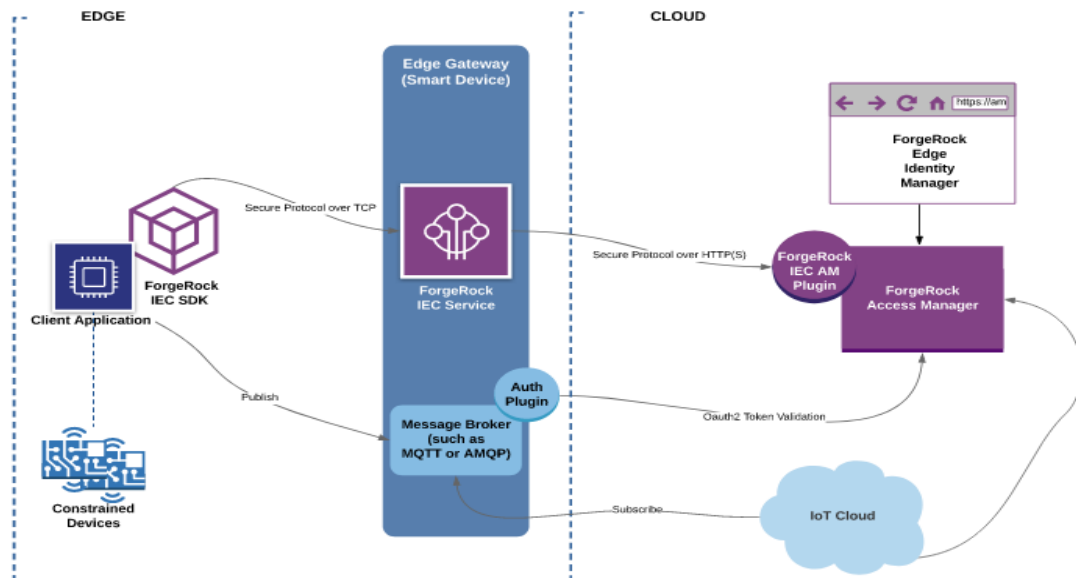 EDGE
CLOUD
Edge Gateway
(Smart Device)
https://am
ForgeRock
Edge
Identity
Manager
Secure Protocol over TCP
Secure Protocol over HTTP(S)
ForgeRock
IEC AM
Plugin
ForgeRock
IEC SDK
ForgeRock
IEC Service
ForgeRock
Access Manager
Client Application
Publish
Auth
Plugin
Oauth2 Token Validation
Message Broker
(such as
MQTT or AMQP)
Constrained
Devices
Subscribe
IoT Cloud